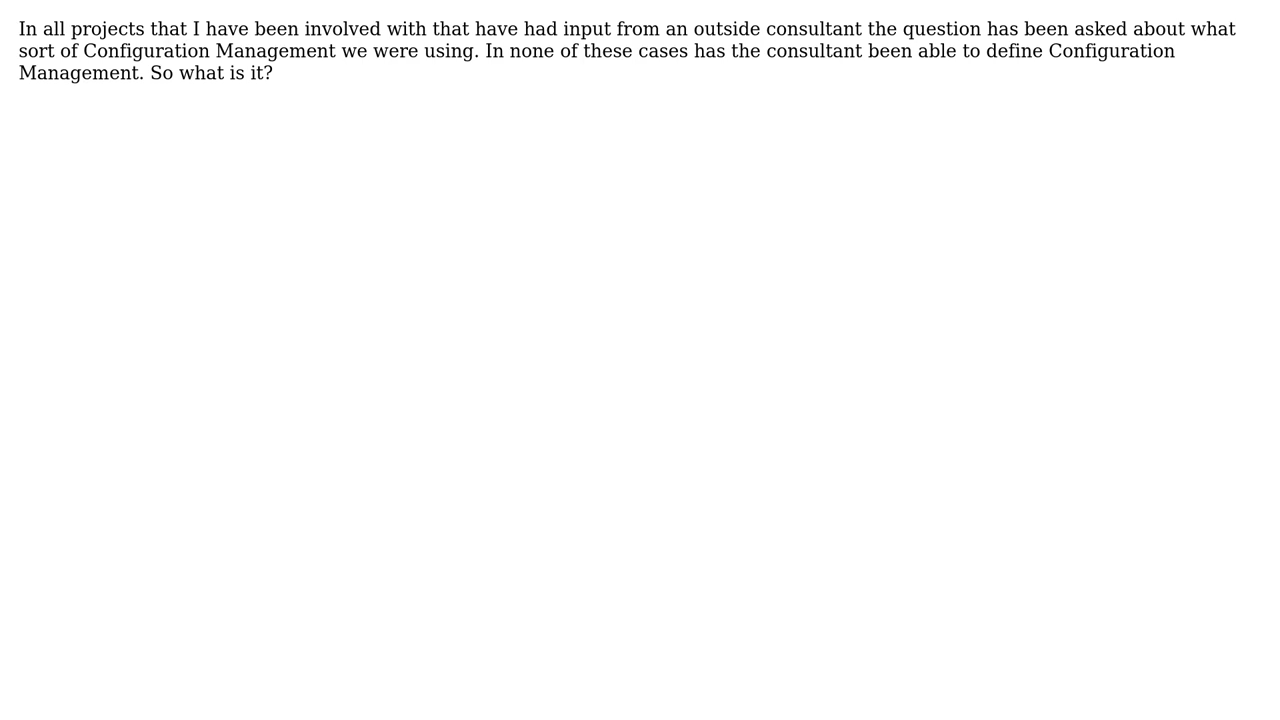 In all projects that I have been involved with that have had input from an outside consultant the question has been asked about what
sort of Configuration Management we were using. In none of these cases has the consultant been able to define Configuration
Management. So what is it?